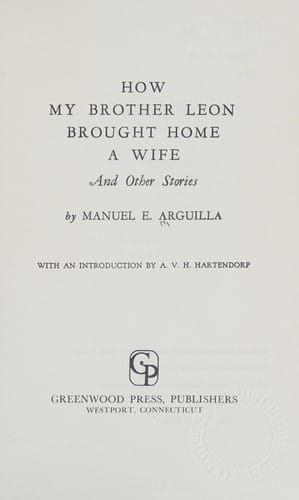 HOW
MY BROTHER LEON
BROUGHT HOME
A WIFE
And Other Stories
by MANUEL E. ARGUILLA
WITH AN INTRODUCTION BY A. V. H. HARTENDORP
GP
GREENWOOD PRESS, PUBLISHERS
WESTPORT, CONNECTICUT